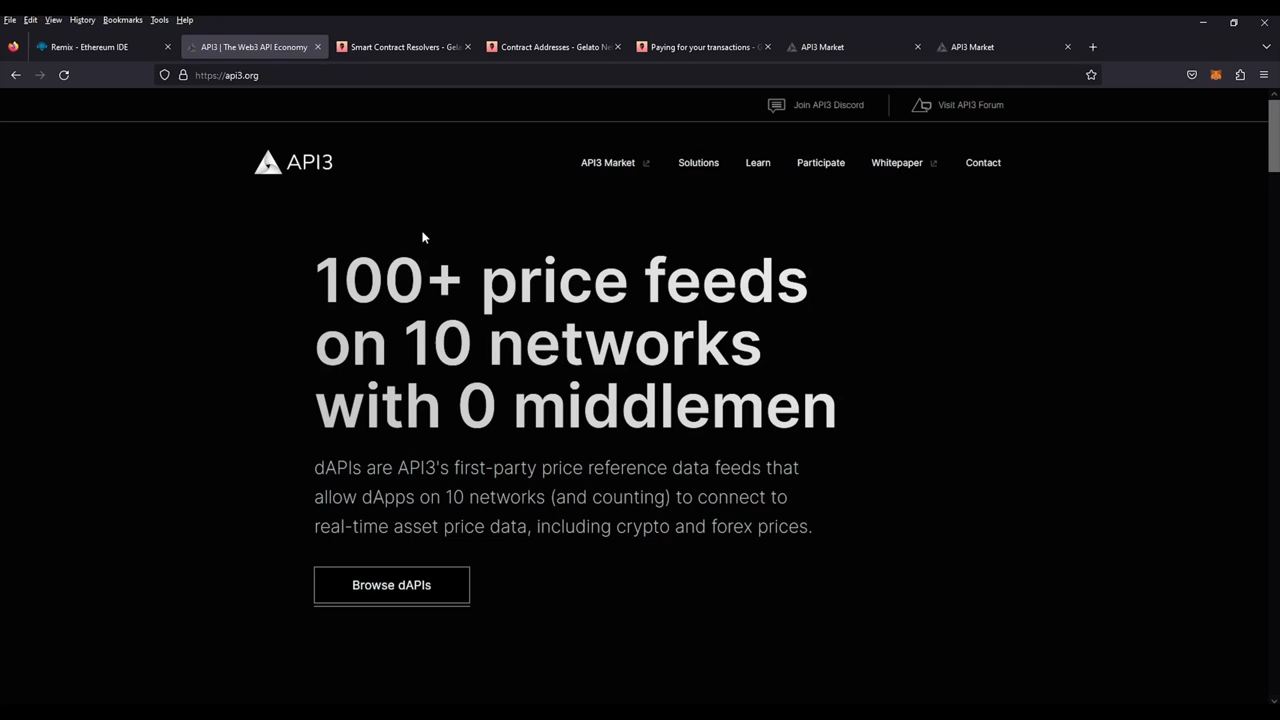 File Edit View History Bookmarks Tools Help
Remix - Ethereum IDE
API3 | The Web3 API Economy
Smart Contract Resolvers - Gel
Contract Addresses - Gelato Ne
Paying for your transactions - G
API3 Market
API3 Market
https://api3.org
Join API3 Discord
Visit API3 Forum
API3
API3 Market Solutions Learn Participate Whitepaper Contact
100+ price feeds
on 10 networks
with 0 middlemen
dAPIs are API3's first-party price reference data feeds that
allow dApps on 10 networks (and counting) to connect to
real-time asset price data, including crypto and forex prices.
Browse dAPIs